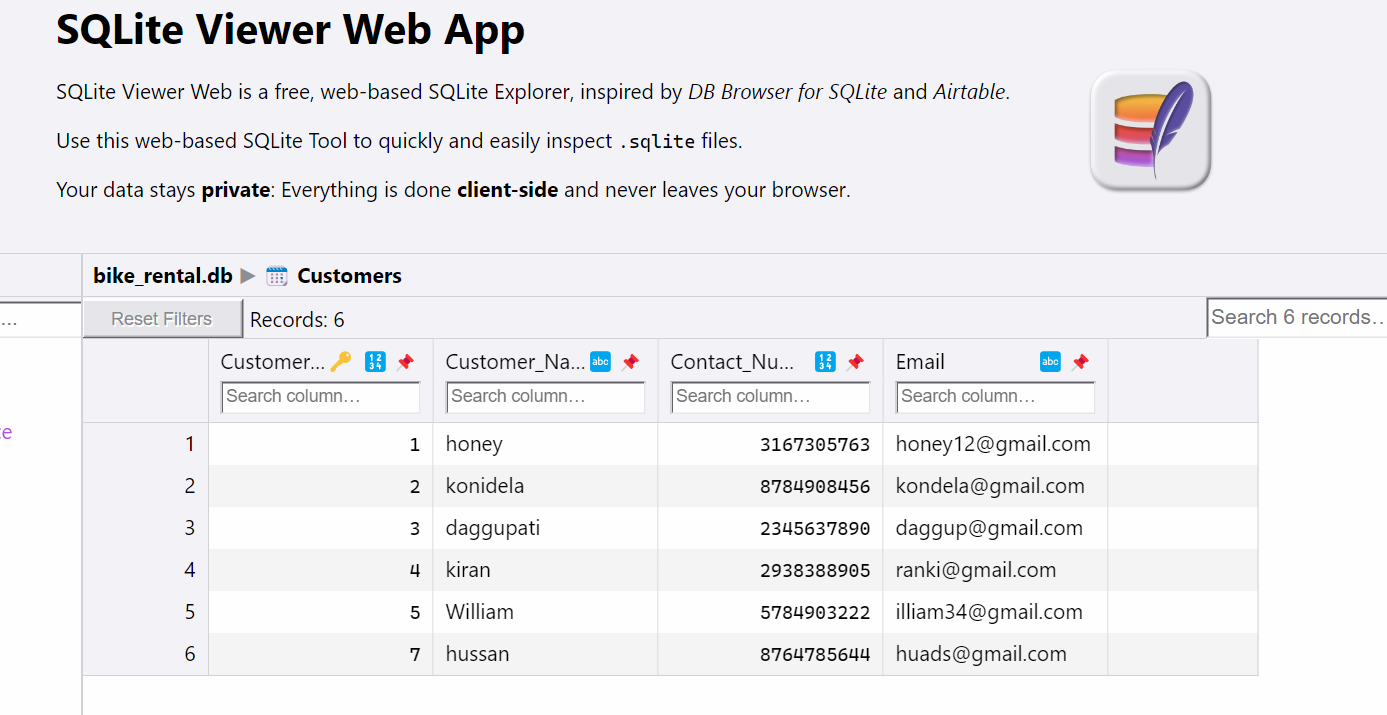 SQLite Viewer Web App
SQLite Viewer Web is a free, web-based SQLite Explorer, inspired by DB Browser for SQLite and Airtable.
Use this web-based SQLite Tool to quickly and easily inspect .sqlite files.
Your data stays private: Everything is done client-side and never leaves your browser.
bike_rental.db ▶ Customers
... Reset Filters Records: 6 Search 6 records…
Customer... Customer_Na... Contact_Nu... Email
Search column… Search column… Search column… Search column…
1 1 honey 3167305763 honey12@gmail.com
2 2 konidela 8784908456 kondela@gmail.com
3 3 daggupati 2345637890 daggup@gmail.com
4 4 kiran 2938388905 ranki@gmail.com
5 5 William 5784903222 illiam34@gmail.com
6 7 hussan 8764785644 huads@gmail.com